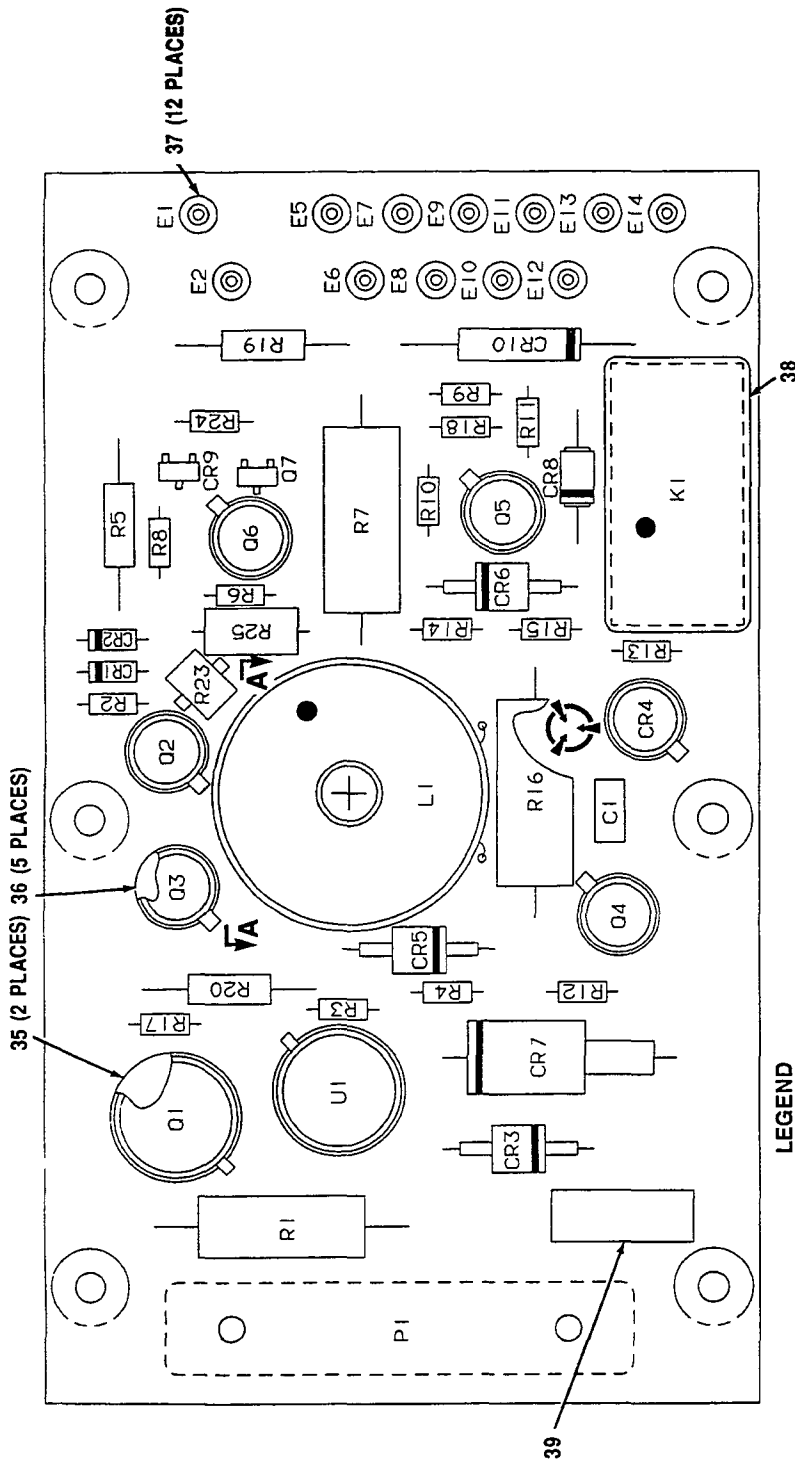 35 (2 PLACES)
36 (5 PLACES)
37 (12 PLACES)
P1
R1
Q1
R17
R20
Q3
Q2
R2
CR1
CR2
R5
R8
CR9
R24
Q7
Q6
R6
R25
R23
A
A
U1
R3
L1
R7
R19
E1
E2
E5
E6
E7
E8
E9
E10
E11
E12
E13
E14
CR3
CR7
R4
CR5
R12
Q4
R16
C1
CR4
R14
R15
R13
CR6
R10
Q5
R18
R9
R11
CR8
CR10
K1
38
39
LEGEND